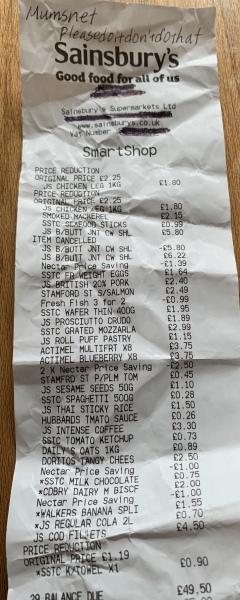 Mumsnet
Please do it don't do that
Sainsbury's
Good food for all of us
Sainsbury's Supermarkets Ltd
www.sainsburys.co.uk
Vat Number
SmartShop
PRICE REDUCTION
ORIGINAL PRICE £2.25
JS CHICKEN LEG 1KG £1.80
PRICE REDUCTION
ORIGINAL PRICE £2.25
JS CHICKEN LEG 1KG £1.80
SMOKED MACKEREL £2.15
SSTC SEAFOOD STICKS £0.99
JS B/BUTT JNT CW SHL £5.80
ITEM CANCELLED
JS B/BUTT JNT CW SHL -£5.80
JS B/BUTT JNT CW SHL £6.22
Nectar Price Saving -£1.39
SSTC FR WEIGHT EGGS £1.64
JS BRITISH 20% PORK £2.40
STAMFORD ST S/SALMON £2.49
Fresh Fish 3 for 2 -£0.99
SSTC WAFER THIN 400G £1.95
JS PROSCIUTTO CRUDO £1.89
SSTC GRATED MOZZARLA £2.99
JS ROLL PUFF PASTRY £1.15
ACTIMEL MULTIFRT X8 £3.75
ACTIMEL BLUEBERRY X8 £3.75
2 X Nectar Price Saving -£2.50
STAMFRD ST P/PLM TOM £0.45
JS SESAME SEEDS 50G £1.10
SSTC SPAGHETTI 500G £0.28
JS THAI STICKY RICE £1.50
HUBBARDS TMATO SAUCE £0.26
JS INTENSE COFFEE £3.30
SSTC TOMATO KETCHUP £0.73
DAILY'S OATS 1KG £0.89
DORITOS TANGY CHEES £2.50
Nectar Price Saving -£1.00
*SSTC MILK CHOCOLATE £0.75
*CDBRY DAIRY M BISCF £2.00
Nectar Price Saving -£1.00
*WALKERS BANANA SPLI £1.55
*JS REGULAR COLA 2L £0.70
JS COD FILLETS £4.50
PRICE REDUCTION
ORIGINAL PRICE £1.19
*SSTC K/TOWEL X1 £0.90
39 BALANCE DUE £49.50